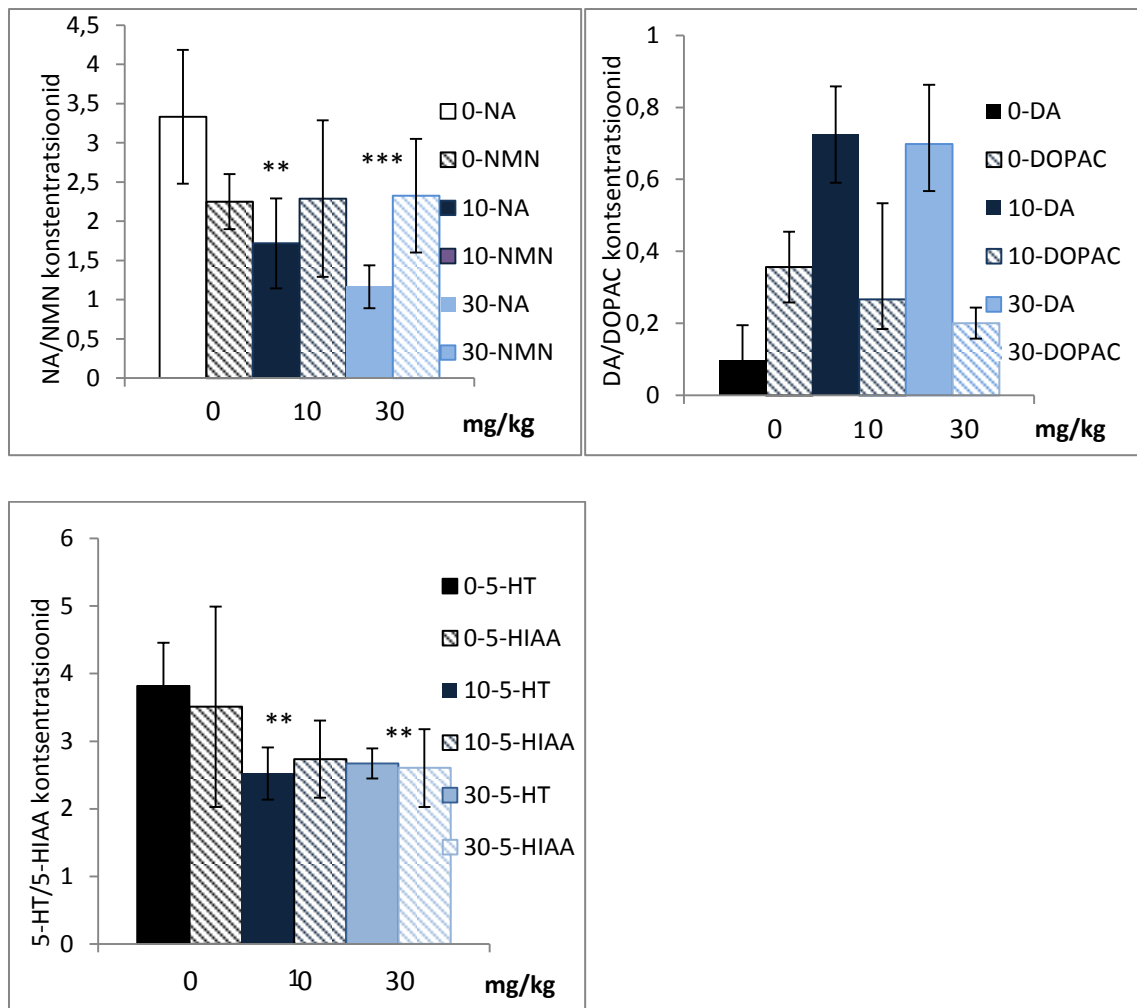 NA/NMN konstentratsioonid
4,5
4
3,5
3
2,5
2
1,5
1
0,5
0
**
***
0-NA
0-NMN
10-NA
10-NMN
30-NA
30-NMN
0 10 30 mg/kg
DA/DOPAC kontsentratsioonid
1
0,8
0,6
0,4
0,2
0
0-DA
0-DOPAC
10-DA
10-DOPAC
30-DA
30-DOPAC
0 10 30 mg/kg
5-HT/5-HIAA kontsentratsioonid
6
5
4
3
2
1
0
**
**
0-5-HT
0-5-HIAA
10-5-HT
10-5-HIAA
30-5-HT
30-5-HIAA
0 10 30 mg/kg